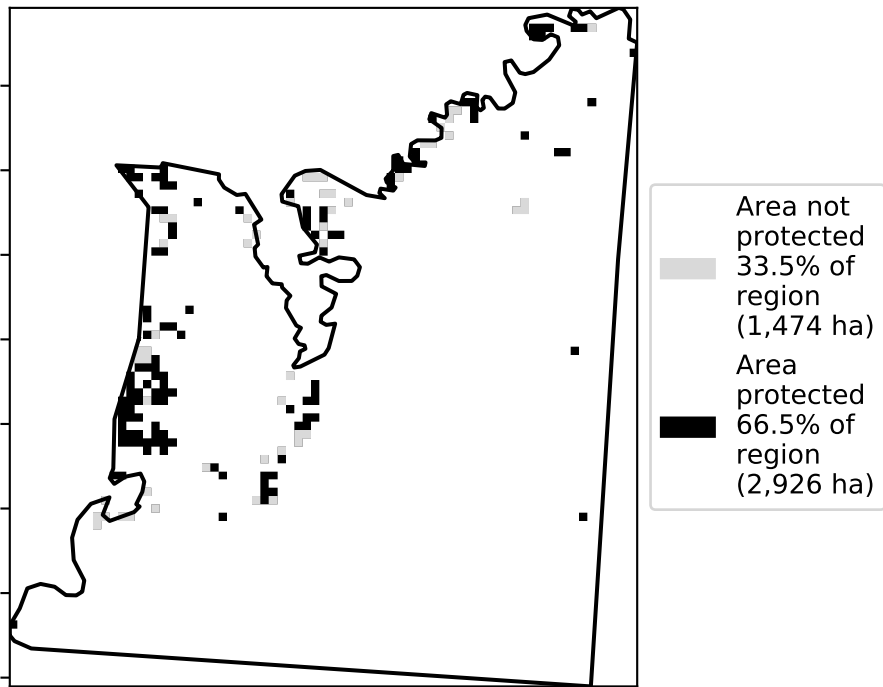 Area not
protected
33.5% of
region
(1,474 ha)
Area
protected
66.5% of
region
(2,926 ha)